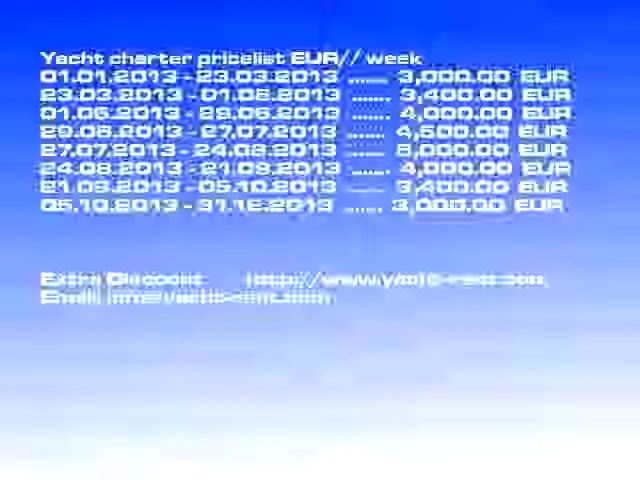 Yacht charter pricelist EUR// week
01.01.2013 - 23.03.2013 ...... 3,000.00 EUR
23.03.2013 - 01.06.2013 ....... 3,400.00 EUR
01.06.2013 - 29.06.2013 ....... 4,000.00 EUR
29.06.2013 - 27.07.2013 ...... 4,500.00 EUR
27.07.2013 - 24.08.2013 ...... 5,000.00 EUR
24.08.2013 - 21.09.2013 ....... 4,000.00 EUR
21.09.2013 - 05.10.2013 ...... 3,400.00 EUR
05.10.2013 - 31.12.2013 ....... 3,000.00 EUR
Extra Discount
Email: